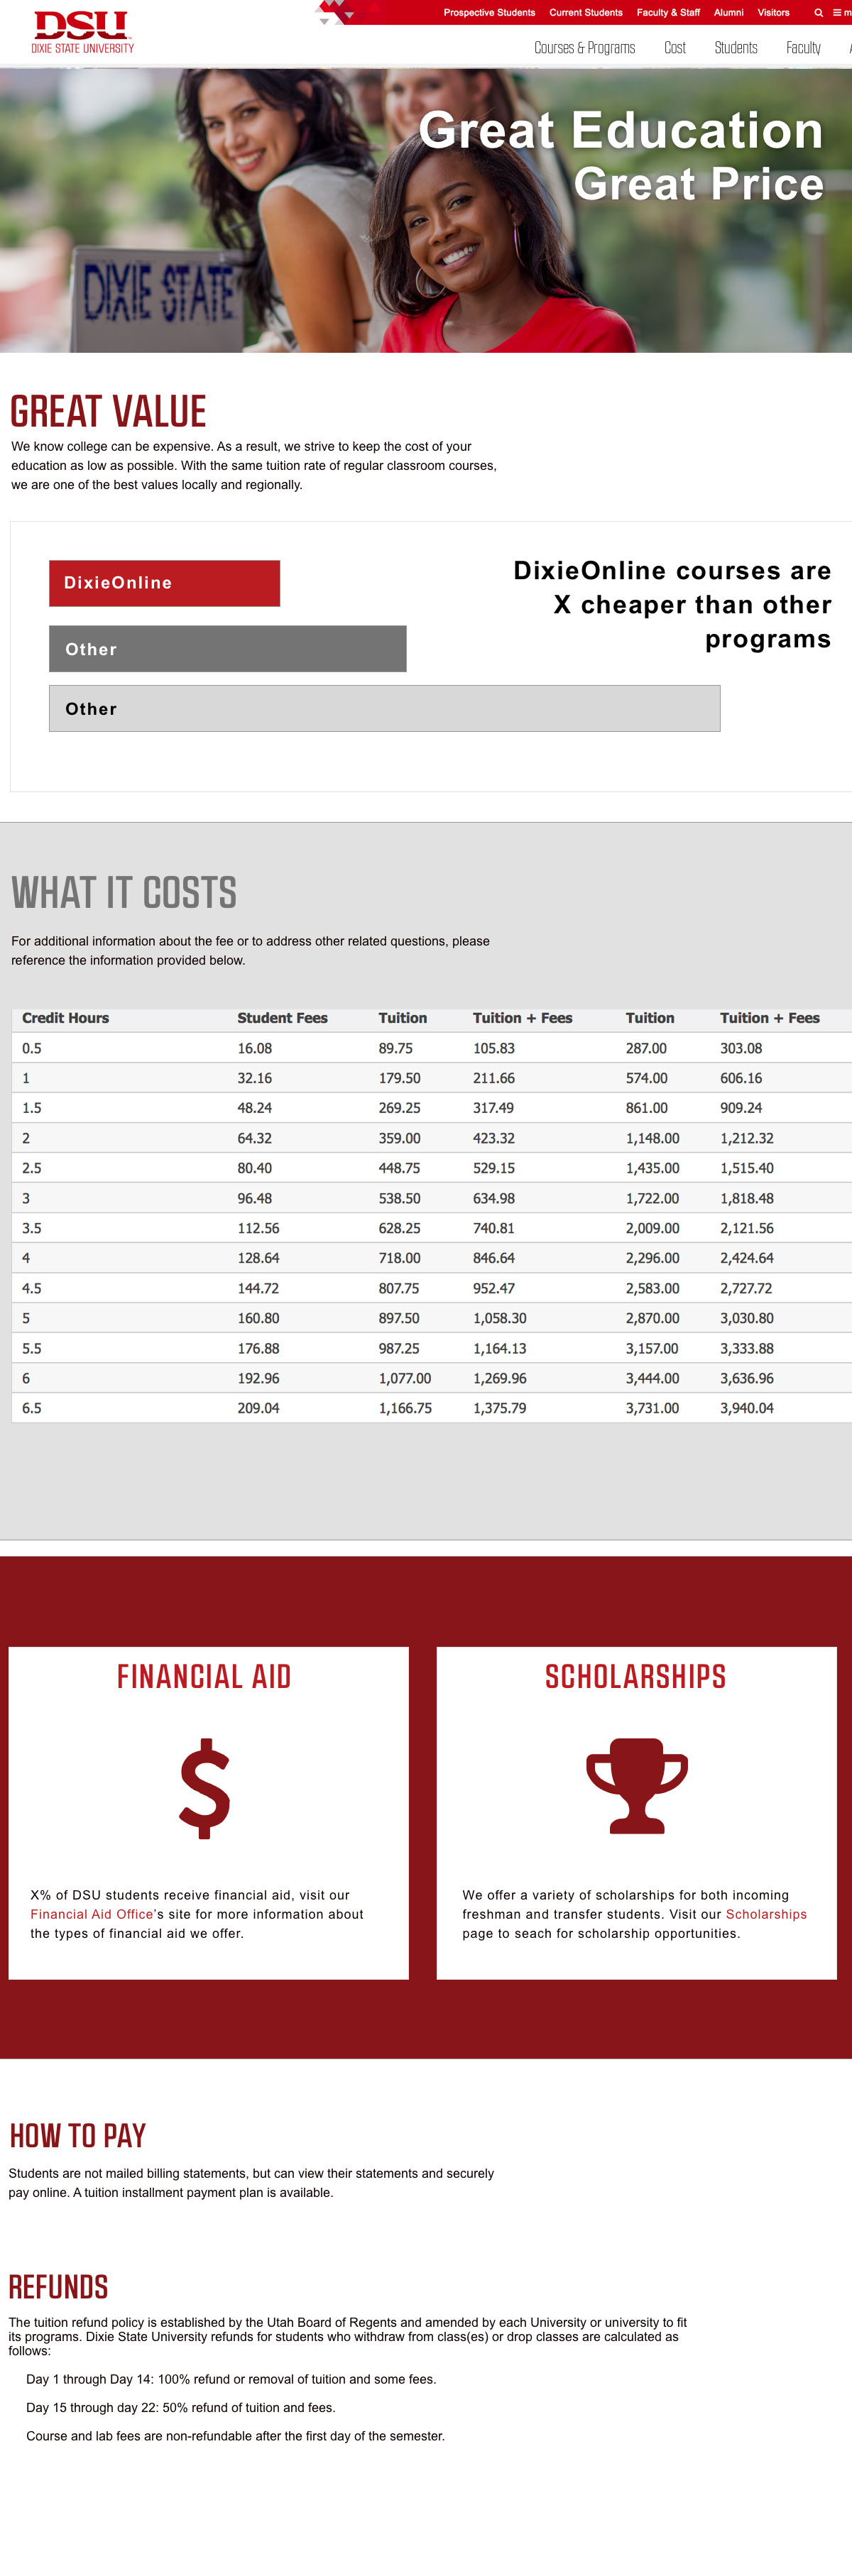 DSU
DIXIE STATE UNIVERSITY
Prospective Students Current Students Faculty & Staff Alumni Visitors
Courses & Programs Cost Students Faculty
Great Education
Great Price
DIXIE STATE
GREAT VALUE
We know college can be expensive. As a result, we strive to keep the cost of your
education as low as possible. With the same tuition rate of regular classroom courses,
we are one of the best values locally and regionally.
DixieOnline
Other
Other
DixieOnline courses are
X cheaper than other
programs
WHAT IT COSTS
For additional information about the fee or to address other related questions, please
reference the information provided below.
Credit Hours Student Fees Tuition Tuition + Fees Tuition Tuition + Fees
0.5 16.08 89.75 105.83 287.00 303.08
1 32.16 179.50 211.66 574.00 606.16
1.5 48.24 269.25 317.49 861.00 909.24
2 64.32 359.00 423.32 1,148.00 1,212.32
2.5 80.40 448.75 529.15 1,435.00 1,515.40
3 96.48 538.50 634.98 1,722.00 1,818.48
3.5 112.56 628.25 740.81 2,009.00 2,121.56
4 128.64 718.00 846.64 2,296.00 2,424.64
4.5 144.72 807.75 952.47 2,583.00 2,727.72
5 160.80 897.50 1,058.30 2,870.00 3,030.80
5.5 176.88 987.25 1,164.13 3,157.00 3,333.88
6 192.96 1,077.00 1,269.96 3,444.00 3,636.96
6.5 209.04 1,166.75 1,375.79 3,731.00 3,940.04
FINANCIAL AID
X% of DSU students receive financial aid, visit our
Financial Aid Office's site for more information about
the types of financial aid we offer.
SCHOLARSHIPS
We offer a variety of scholarships for both incoming
freshman and transfer students. Visit our Scholarships
page to seach for scholarship opportunities.
HOW TO PAY
Students are not mailed billing statements, but can view their statements and securely
pay online. A tuition installment payment plan is available.
REFUNDS
The tuition refund policy is established by the Utah Board of Regents and amended by each University or university to fit
its programs. Dixie State University refunds for students who withdraw from class(es) or drop classes are calculated as
follows:
Day 1 through Day 14: 100% refund or removal of tuition and some fees.
Day 15 through day 22: 50% refund of tuition and fees.
Course and lab fees are non-refundable after the first day of the semester.